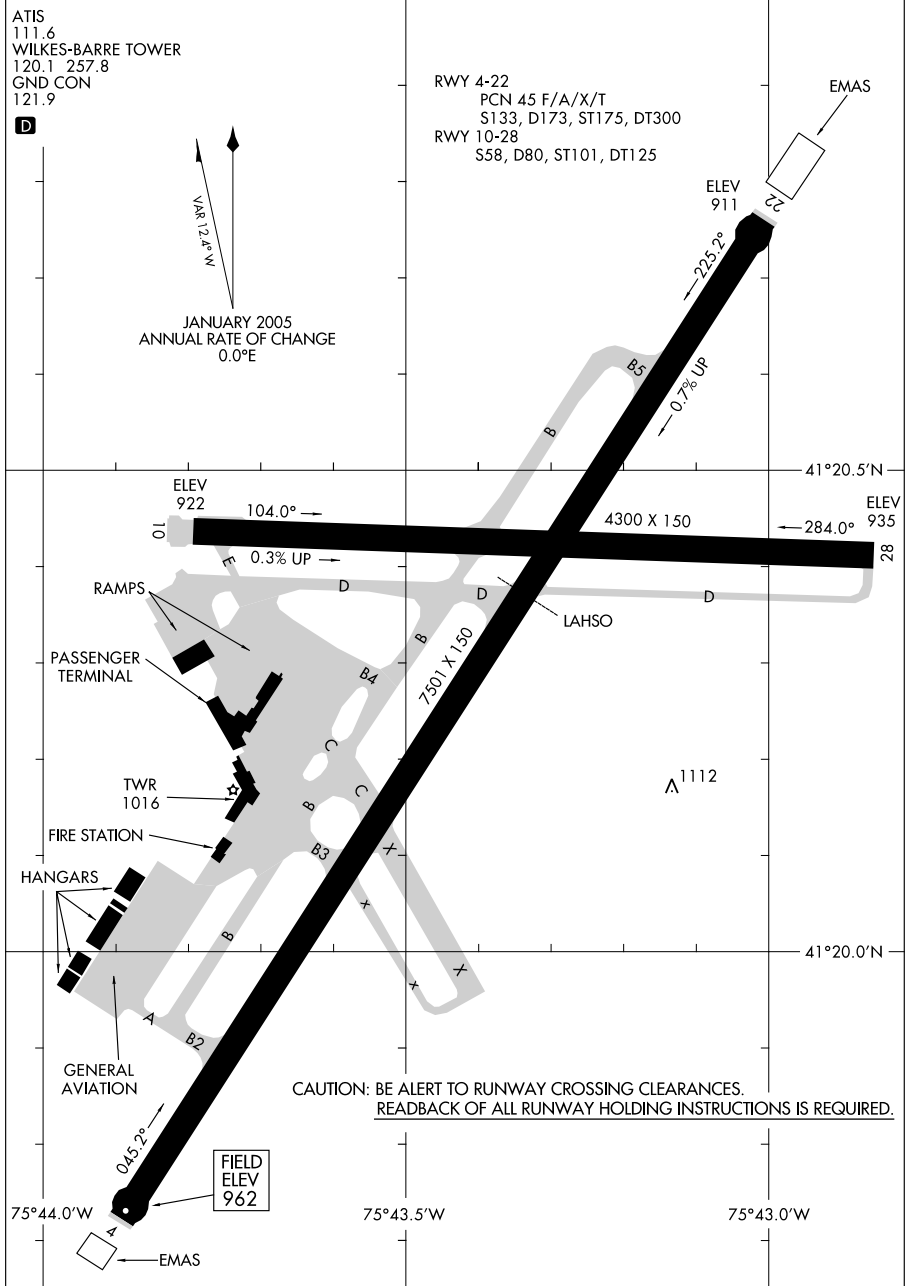 ATIS
111.6
WILKES-BARRE TOWER
120.1 257.8
GND CON
121.9
D
RWY 4-22
PCN 45 F/A/X/T
S133, D173, ST175, DT300
RWY 10-28
S58, D80, ST101, DT125
EMAS
VAR 12.4° W
JANUARY 2005
ANNUAL RATE OF CHANGE
0.0°E
ELEV
911
22
225.2°
0.7% UP
B5
B
41°20.5'N
ELEV
922
10
104.0°
0.3% UP
4300 X 150
284.0°
ELEV
935
28
E
D
D
D
LAHSO
RAMPS
PASSENGER
TERMINAL
B
B4
7501 X 150
C
C
TWR
1016
1112
B
FIRE STATION
B3
X
X
HANGARS
B
X
X
41°20.0'N
A
B2
GENERAL
AVIATION
CAUTION: BE ALERT TO RUNWAY CROSSING CLEARANCES.
READBACK OF ALL RUNWAY HOLDING INSTRUCTIONS IS REQUIRED.
045.2°
FIELD
ELEV
962
75°44.0'W
75°43.5'W
75°43.0'W
4
EMAS